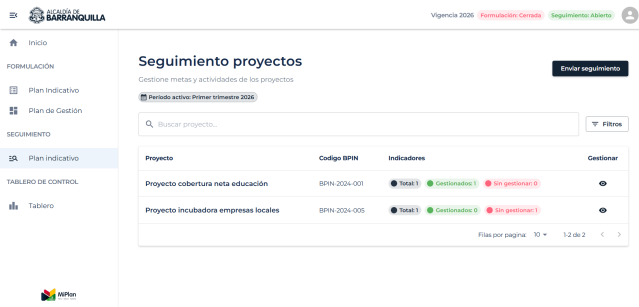 ALCALDÍA DE
BARRANQUILLA
Vigencia 2026 Formulación: Cerrada Seguimiento: Abierto
Inicio
FORMULACIÓN
Plan Indicativo
Plan de Gestión
SEGUIMIENTO
Plan indicativo
TABLERO DE CONTROL
Tablero
MiPlan
Seguimiento proyectos
Gestione metas y actividades de los proyectos
Enviar seguimiento
Periodo activo: Primer trimestre 2026
Buscar proyecto...
Filtros
Proyecto Codigo BPIN Indicadores Gestionar
Proyecto cobertura neta educación BPIN-2024-001 Total: 1 Gestionados: 1 Sin gestionar: 0
Proyecto incubadora empresas locales BPIN-2024-005 Total: 1 Gestionados: 0 Sin gestionar: 1
Filas por pagina: 10 1-2 de 2